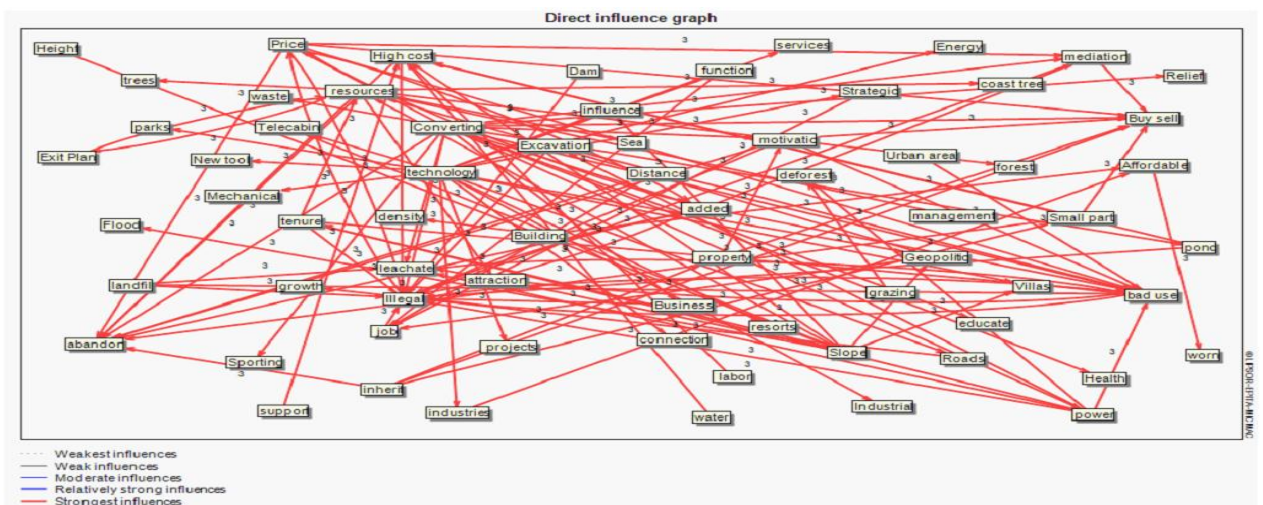 Direct influence graph
Height
Price
High cost
services
Energy
mediation
trees
Dam
function
Relief
waste
resources
Strategic
coast tree
influence
parks
Telecabin
Converting
Buy sell
Exit Plan
New tool
Excavation
Sea
motivatio
Urban area
forest
Affordable
technology
Distance
deforest
Mechanical
Flood
tenure
density
added
management
Small part
Building
pond
landfill
leachate
property
Geopolitic
growth
attraction
Illegal
Business
grazing
Villas
bad use
abandon
job
projects
connection
resorts
educate
Sporting
Slope
Roads
worn
inherit
labor
Health
support
industries
water
Industrial
power
©LIPSOR-EPITA-MICMAC
Weakest influences
Weak influences
Moderate influences
Relatively strong influences
Strongest influences